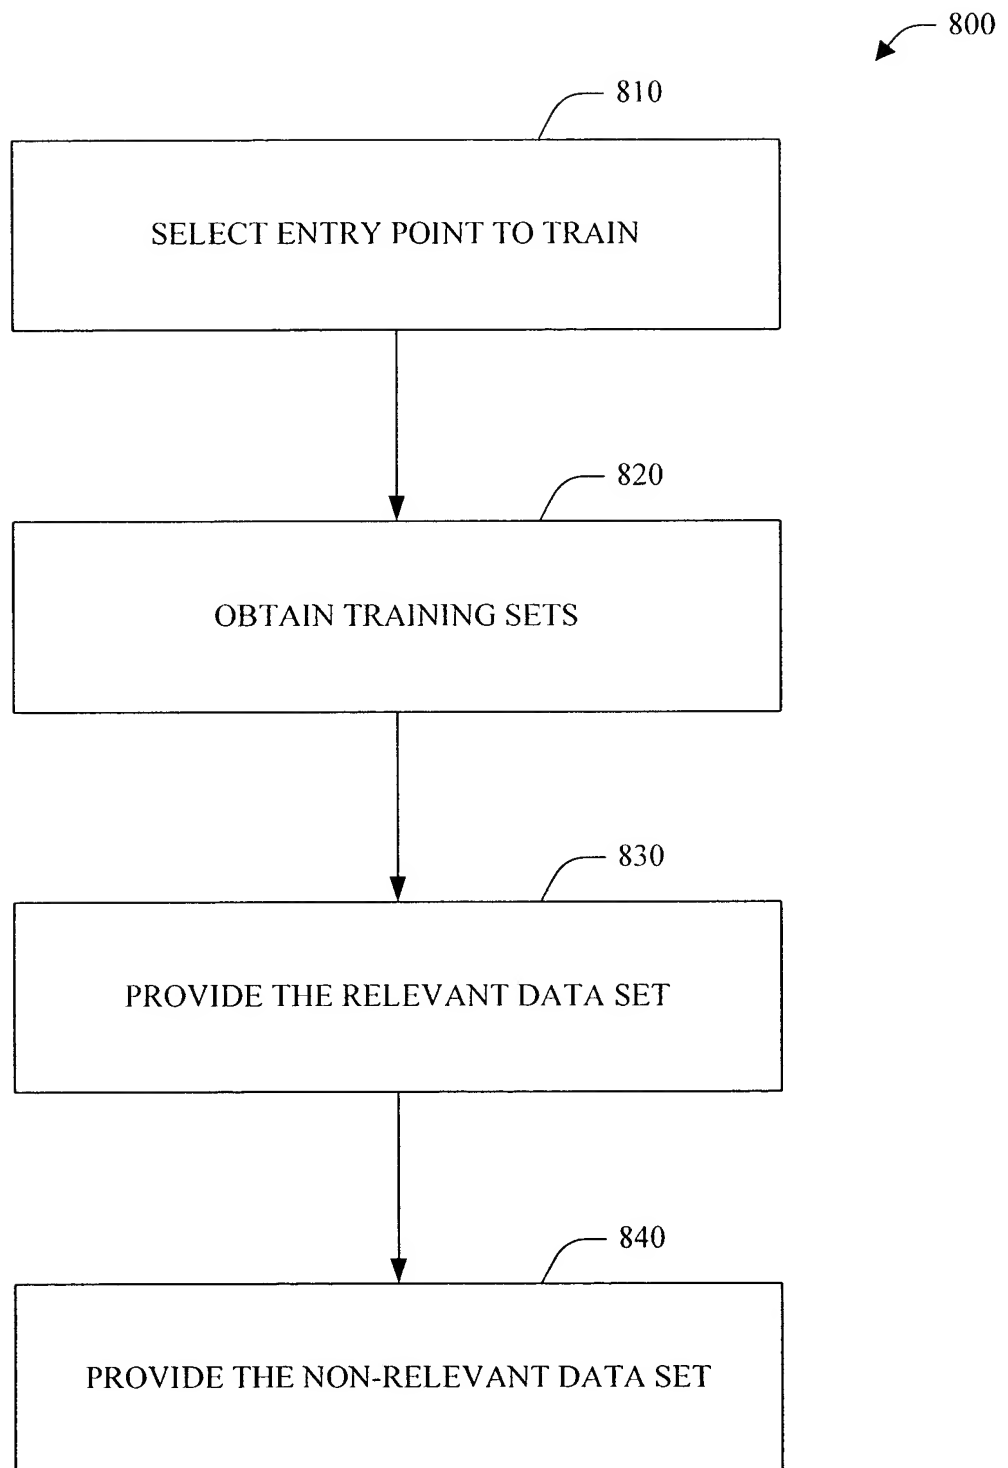 800
810
SELECT ENTRY POINT TO TRAIN
820
OBTAIN TRAINING SETS
830
PROVIDE THE RELEVANT DATA SET
840
PROVIDE THE NON-RELEVANT DATA SET